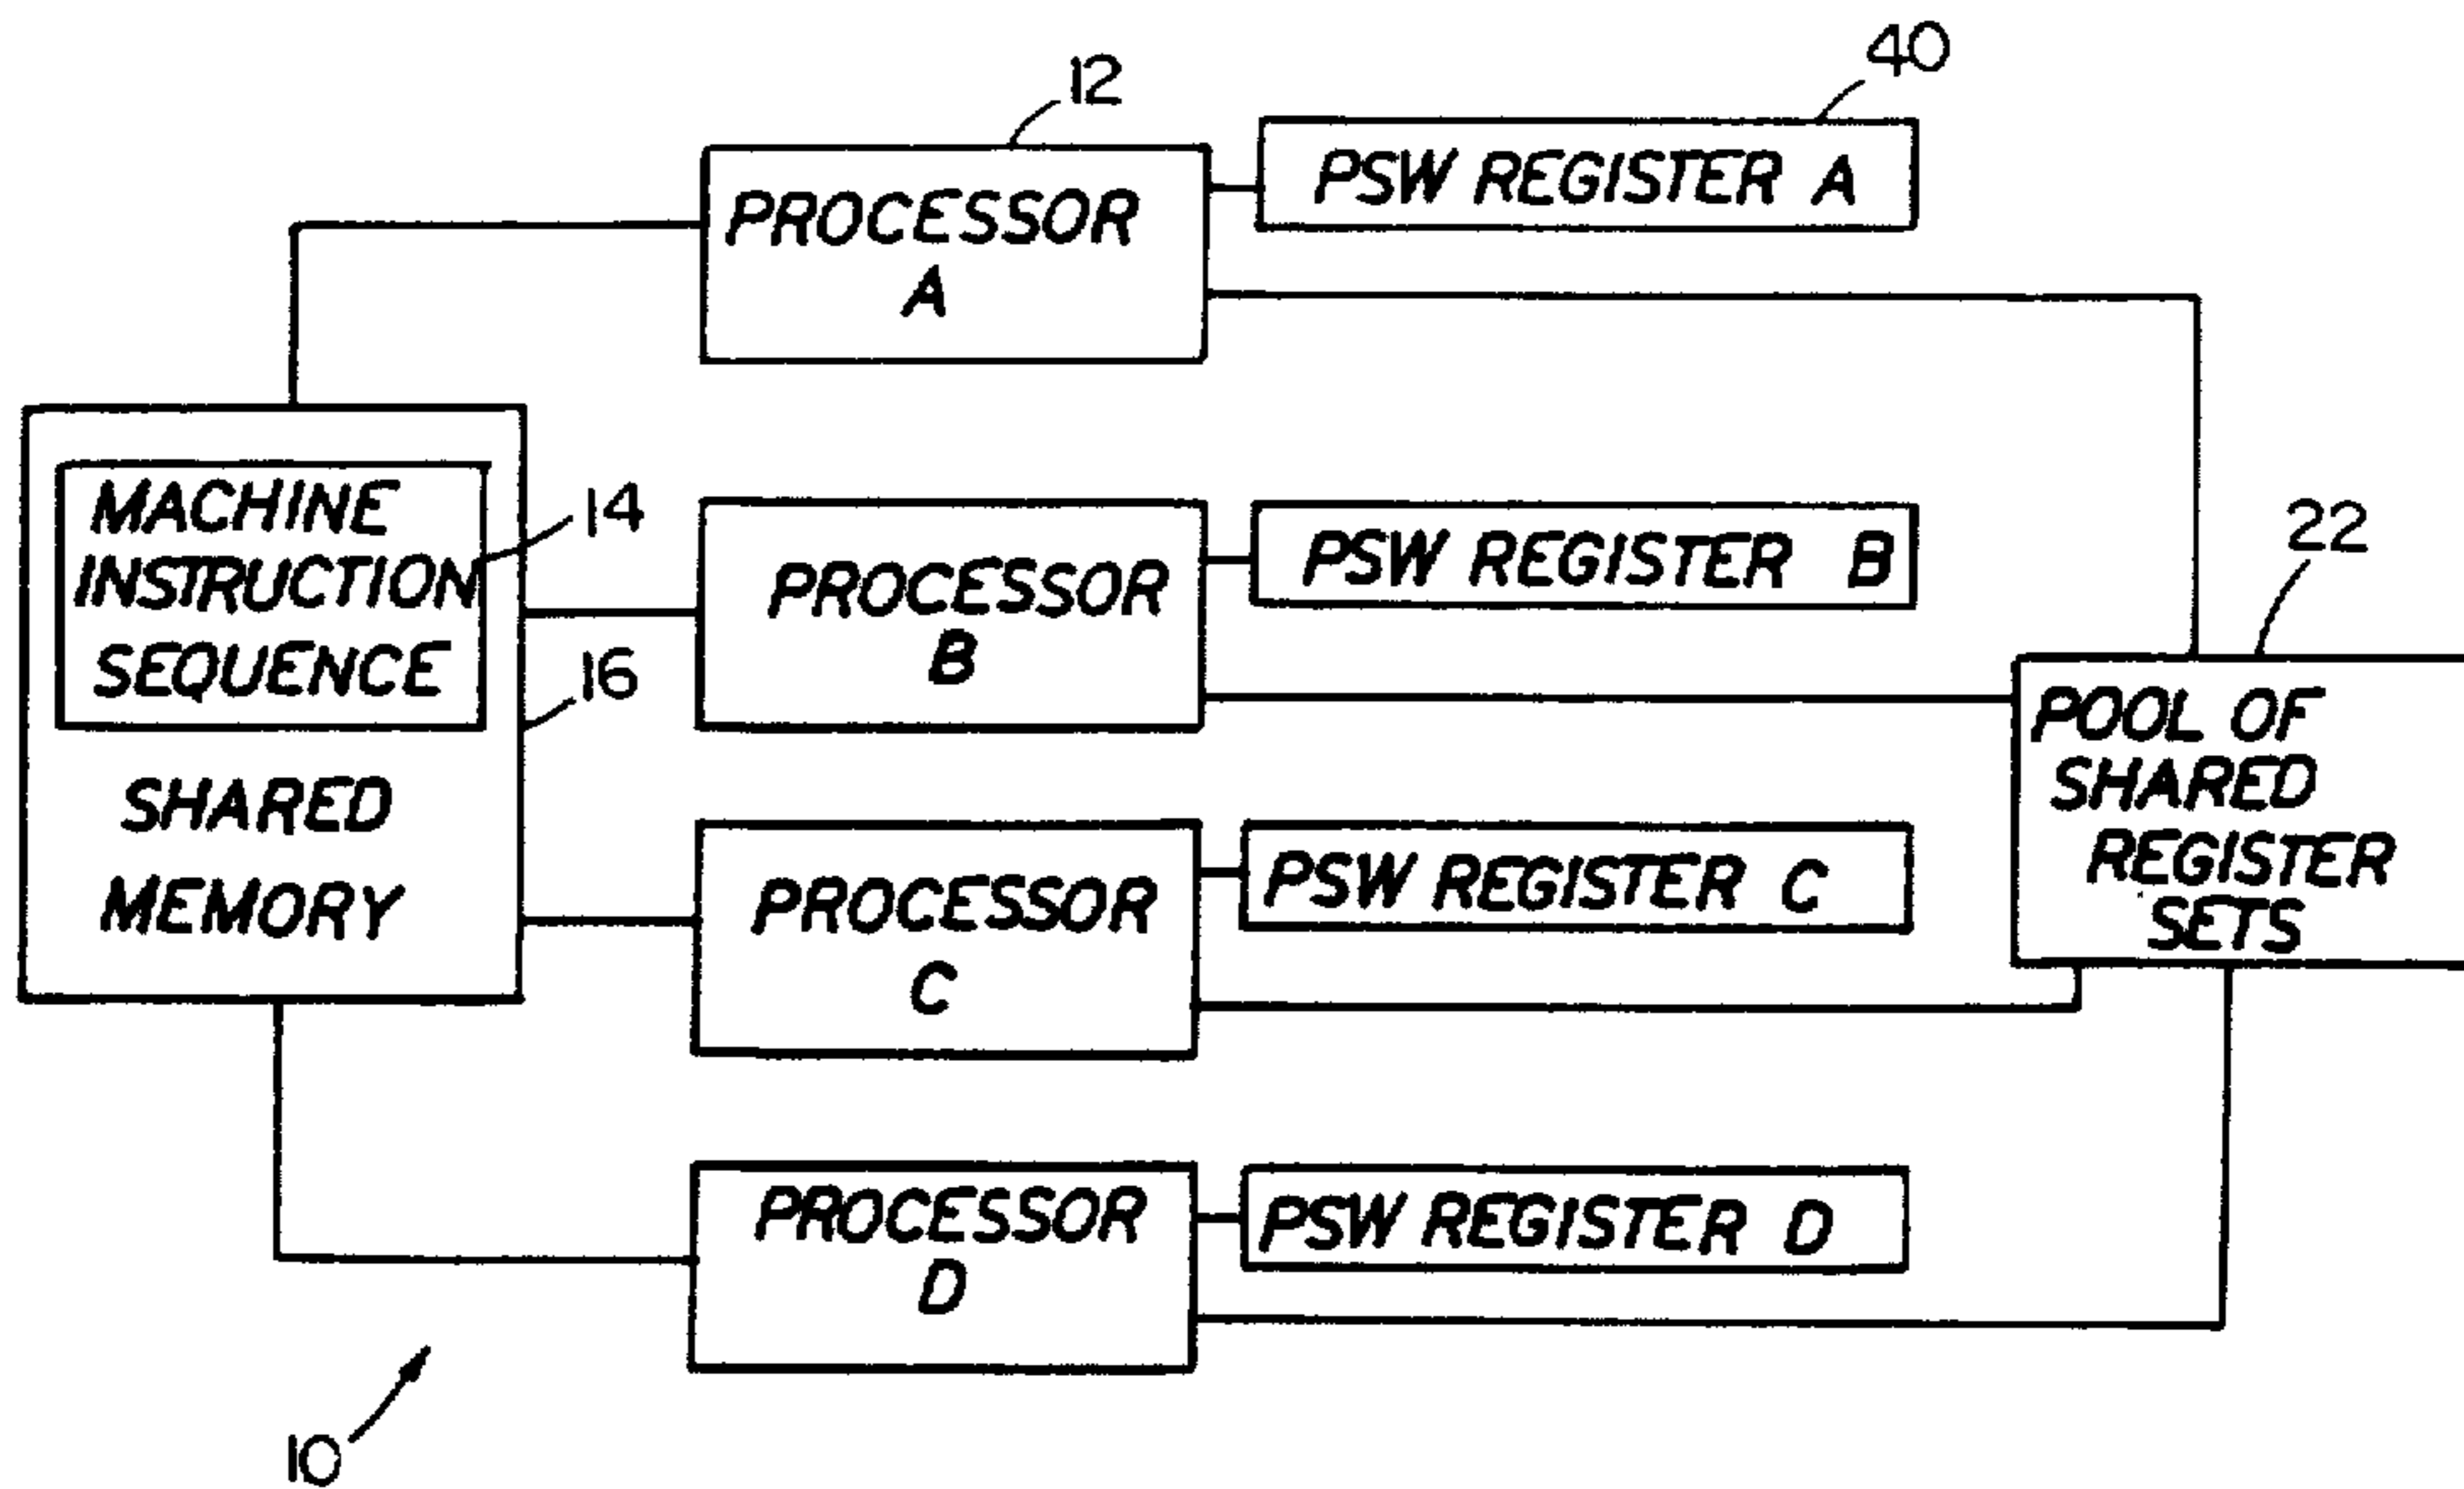 40
12
PSW REGISTER A
PROCESSOR
A
MACHINE
INSTRUCTION
SEQUENCE
14
16
SHARED
MEMORY
PROCESSOR
B
PSW REGISTER B
22
POOL OF
SHARED
REGISTER
SETS
PROCESSOR
C
PSW REGISTER C
PROCESSOR
D
PSW REGISTER D
10